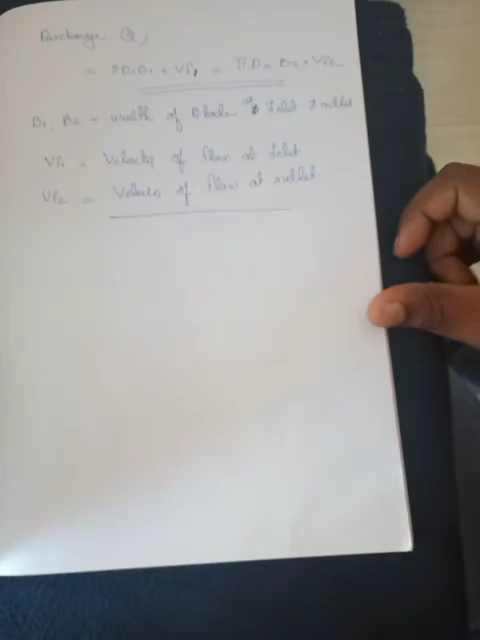 Discharge Q,
= πD1B1 × Vf1 = πD2 B2 × Vf2
B1, B2 - width of Blade at Inlet & outlet
Vf1 = Velocity of flow at Inlet
Vf2 = Velocity of flow at outlet